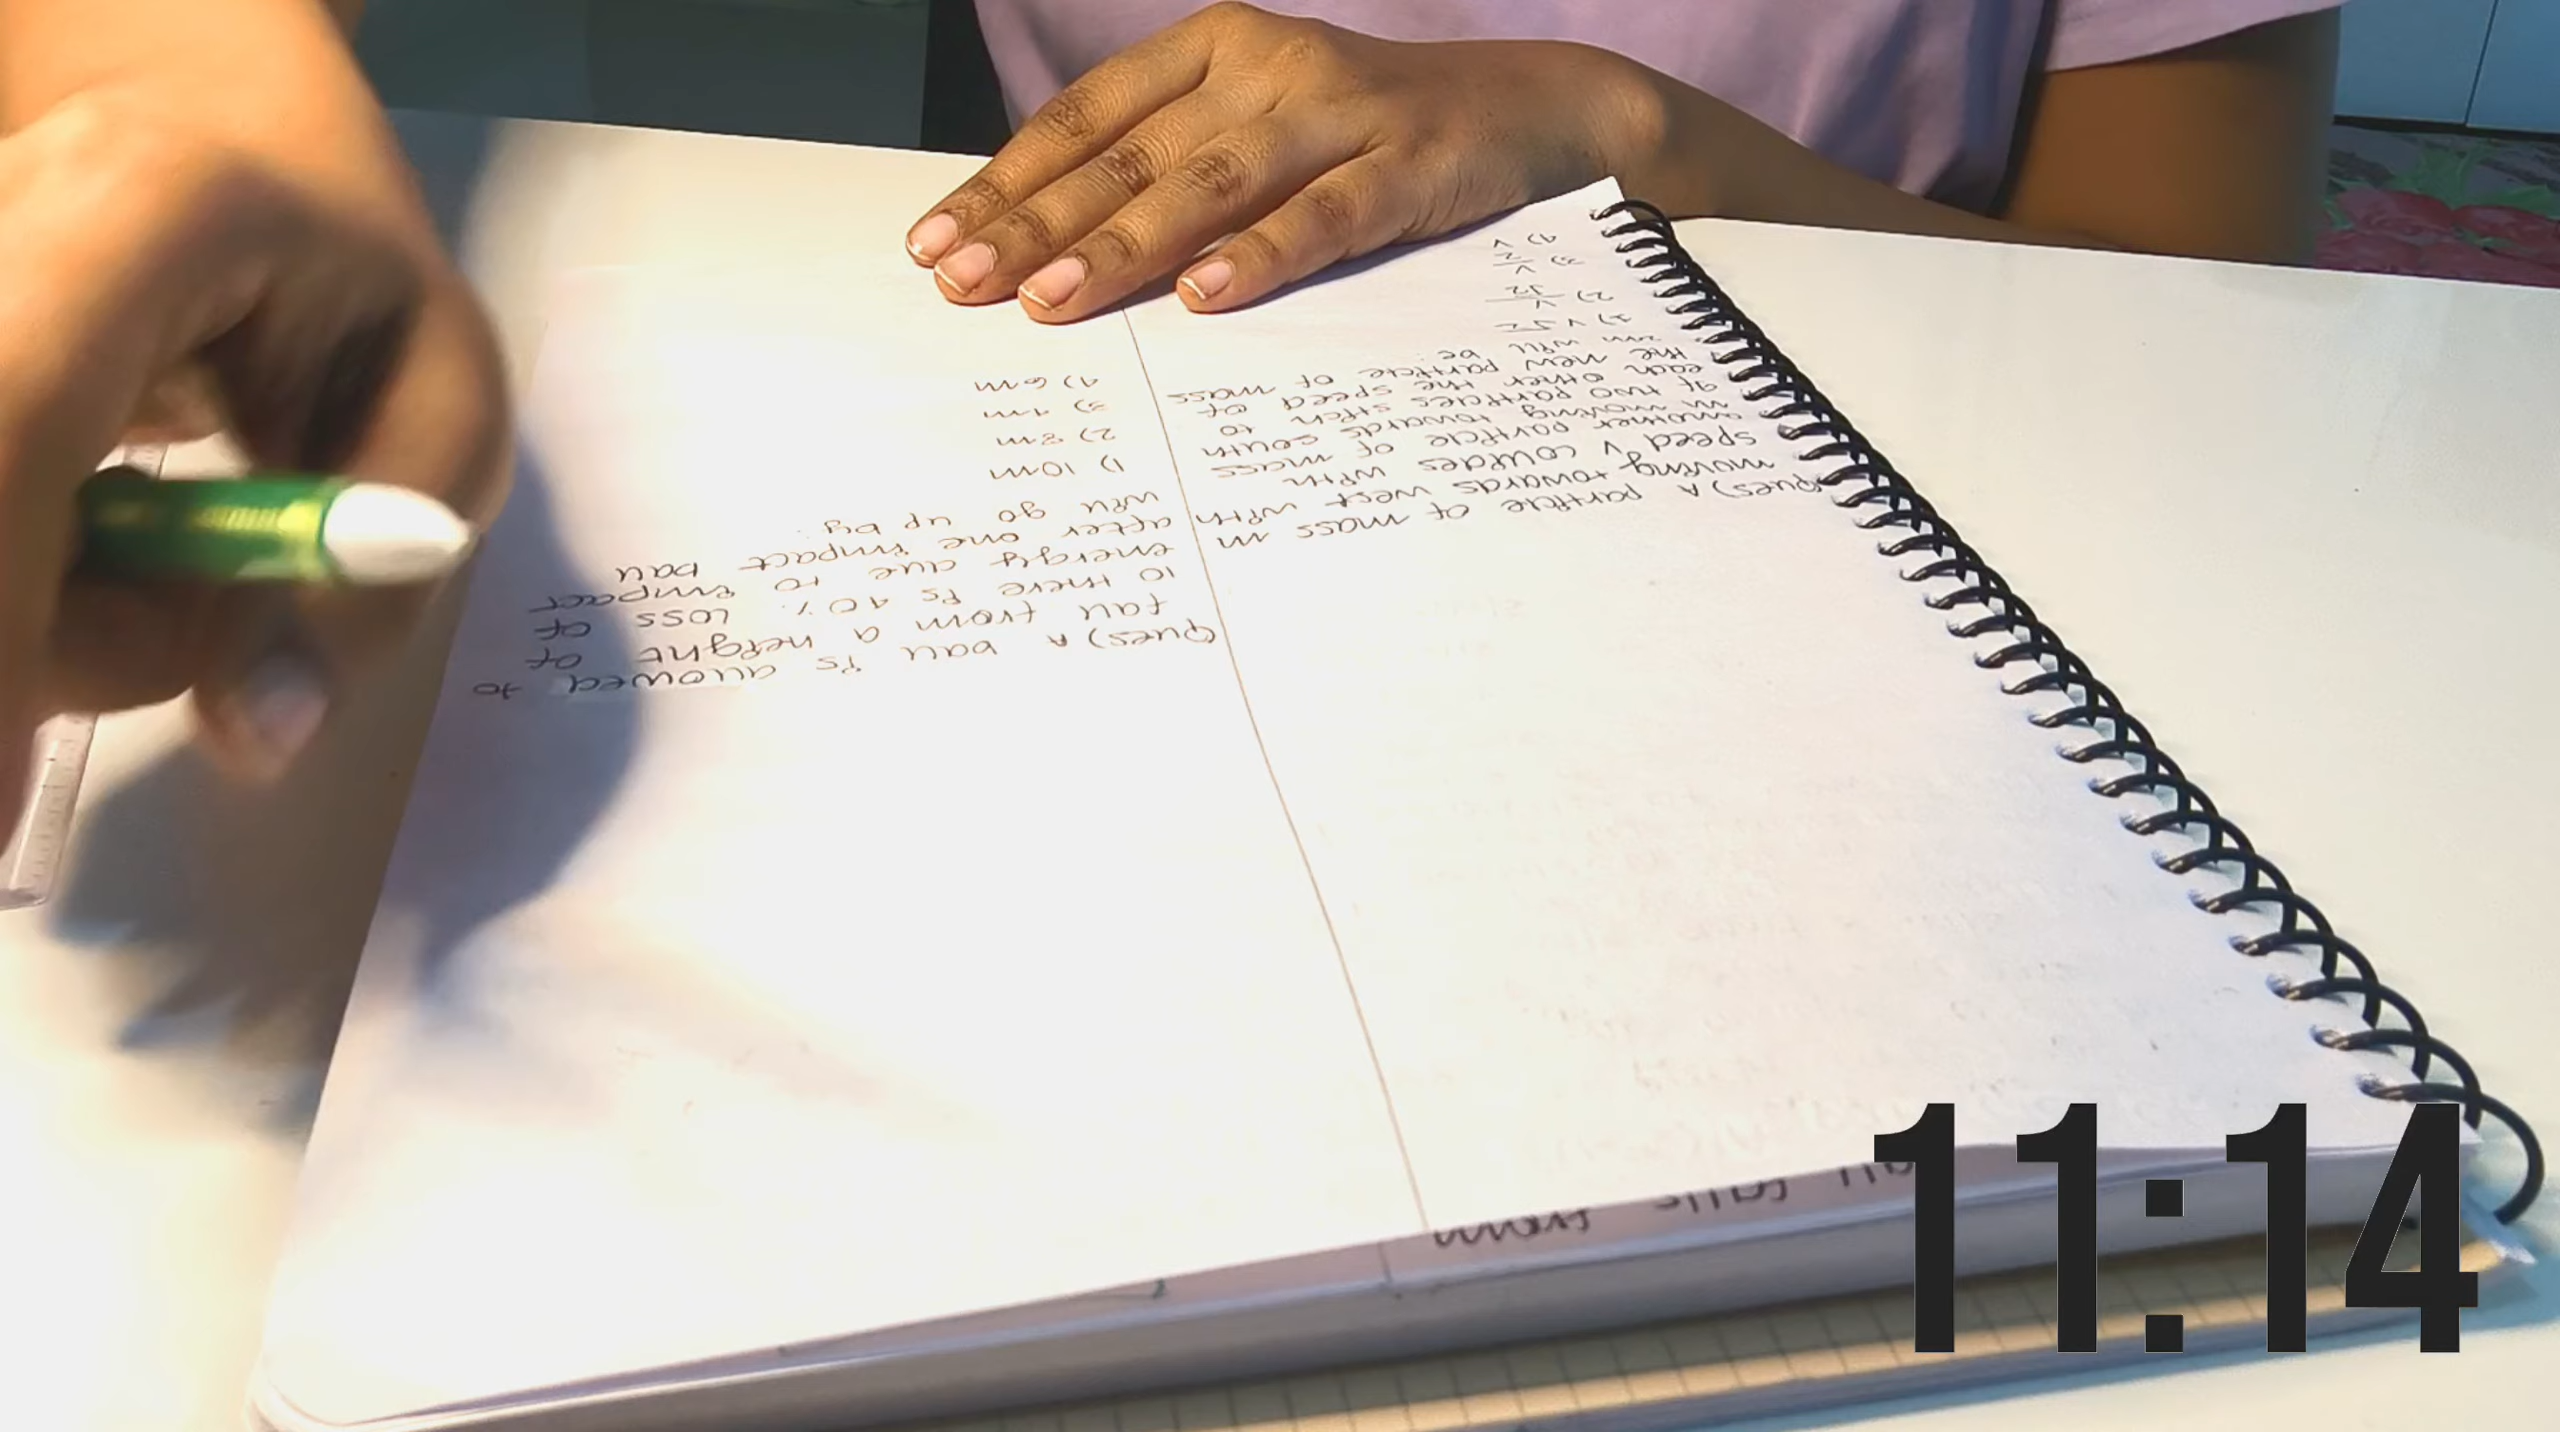 Ques) A particle of mass m
moving towards west with
speed v collides with
another particle of mass
m moving towards south
if two particles stick to
each other the speed of
the new particle of mass
2m will be:
1) v√2
2) v/√2
3) v/2
4) v
Ques) A ball is allowed to
fall from a height of
10 there is 40% loss of
energy due to impact
after one impact ball
will go up by:
1) 10m
2) 8m
3) 4m
4) 6m
falls from
11:14